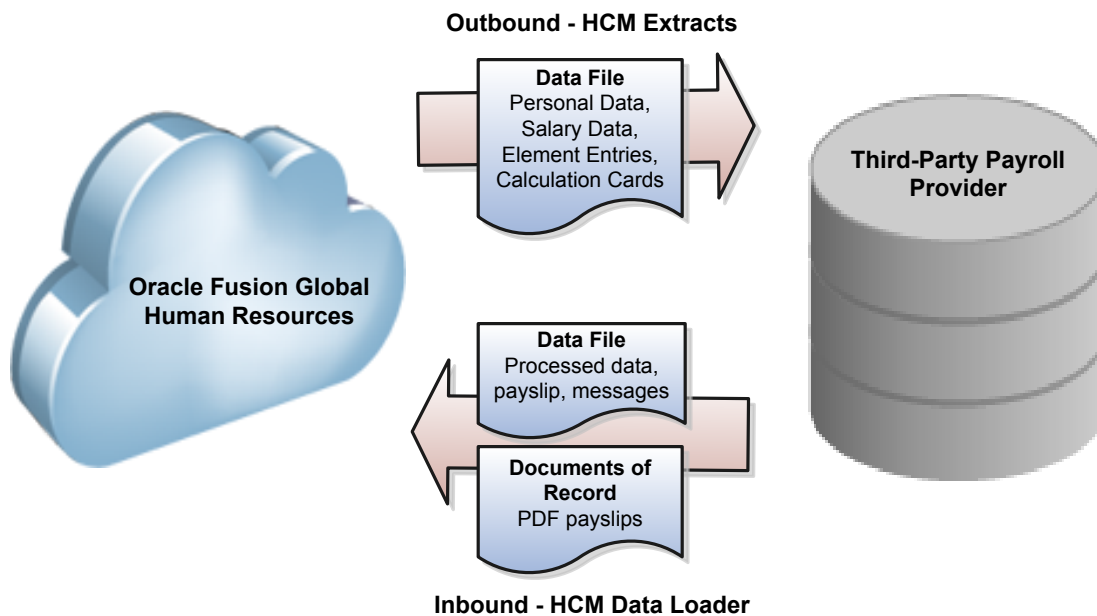 Outbound - HCM Extracts
Data File
Personal Data,
Salary Data,
Element Entries,
Calculation Cards
Third-Party Payroll
Provider
Oracle Fusion Global
Human Resources
Data File
Processed data,
payslip, messages
Documents of
Record
PDF payslips
Inbound - HCM Data Loader